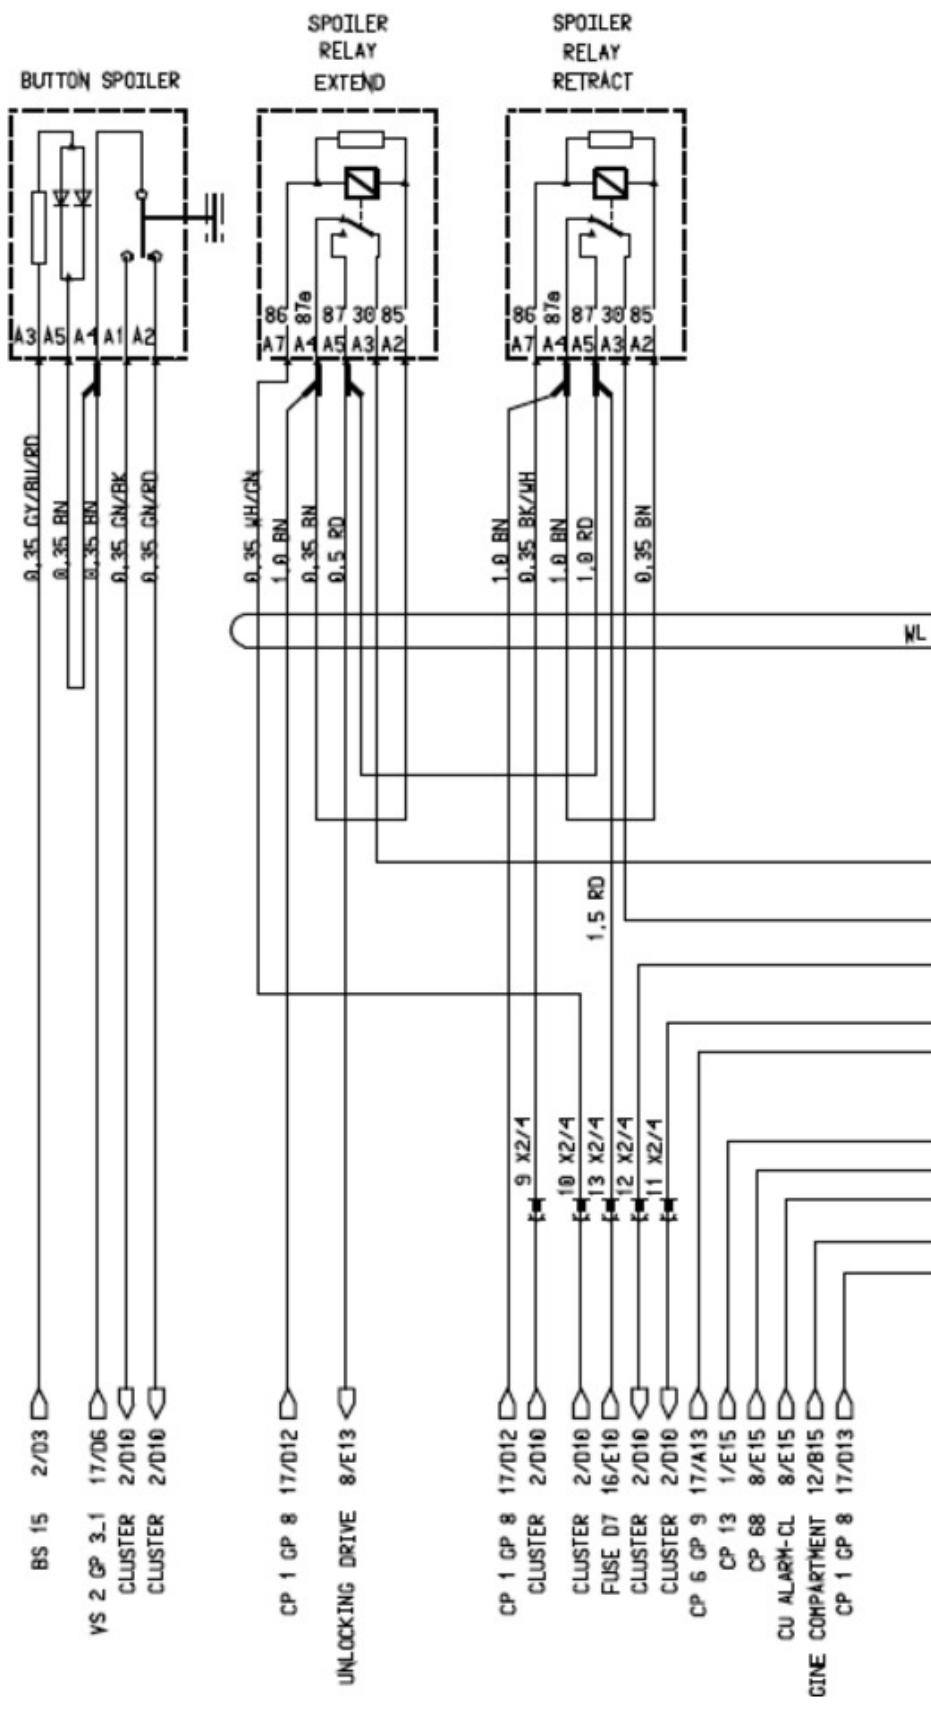 SPOILER
RELAY
EXTEND
SPOILER
RELAY
RETRACT
BUTTON SPOILER
A3 A5 A4 A1 A2
86 87a 87 30 85
A7 A4 A5 A3 A2
86 87a 87 30 85
A7 A4 A5 A3 A2
0,35 GY/BU/RD
0,35 BN
0,35 BN
0,35 GN/BK
0,35 GN/RD
0,35 WH/GN
1,0 BN
0,35 BN
0,5 RD
1,0 BN
0,35 BK/WH
1,0 BN
1,0 RD
0,35 BN
WL
1,5 RD
9 X2/4
10 X2/4
13 X2/4
12 X2/4
11 X2/4
BS 15 2/D3
VS 2 GP 3_1 17/D6
CLUSTER 2/D10
CLUSTER 2/D10
CP 1 GP 8 17/D12
UNLOCKING DRIVE 8/E13
CP 1 GP 8 17/D12
CLUSTER 2/D10
CLUSTER 2/D10
FUSE D7 16/E10
CLUSTER 2/D10
CLUSTER 2/D10
CP 6 GP 9 17/A13
CP 13 1/E15
CP 68 8/E15
CU ALARM-CL 8/E15
GINE COMPARTMENT 12/B15
CP 1 GP 8 17/D13